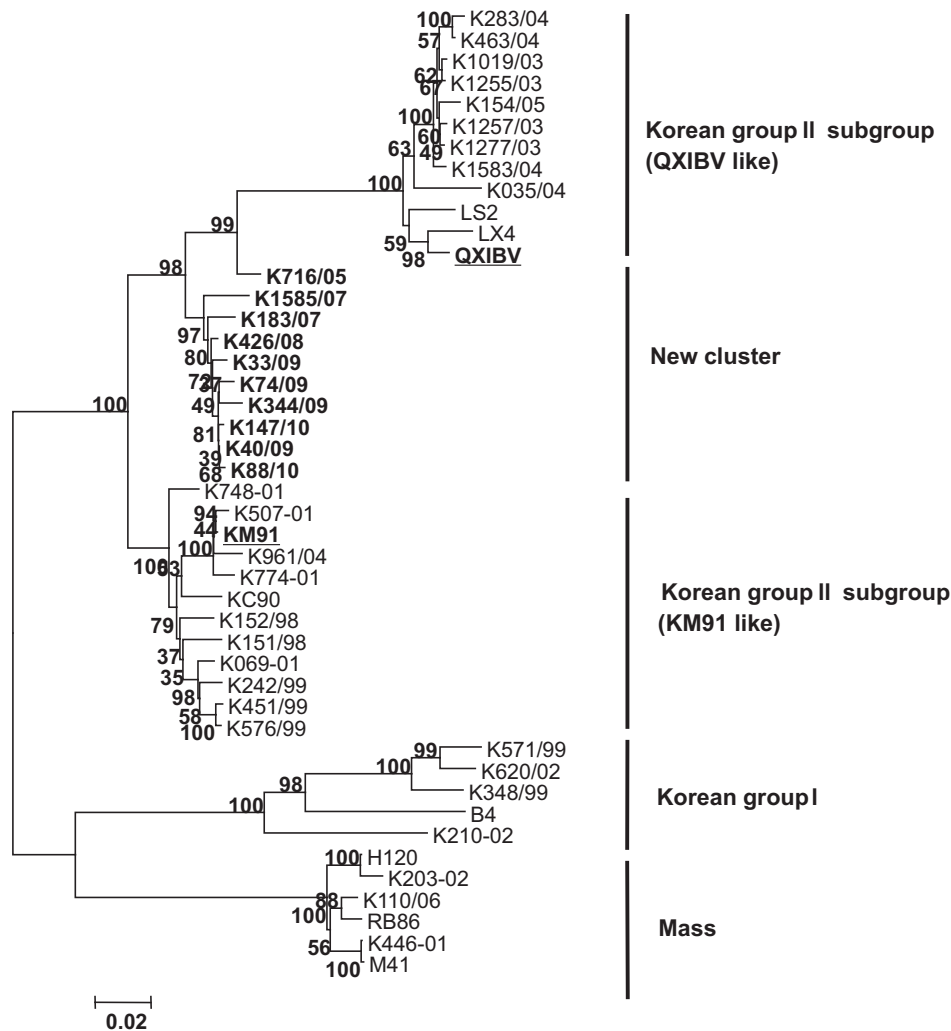 100
K283/04
57
K463/04
K1019/03
62
67
K1255/03
K154/05
100
K1257/03
60
K1277/03
49
63
K1583/04
100
K035/04
LS2
LX4
59
98
QXIBV
Korean group II subgroup
(QXIBV like)
99
98
K716/05
K1585/07
K183/07
97
K426/08
80
K33/09
72
37
K74/09
49
K344/09
K147/10
81
K40/09
39
68
K88/10
New cluster
100
K748-01
94
K507-01
44
KM91
100
K961/04
100
K774-01
KC90
K152/98
79
K151/98
37
K069-01
35
K242/99
98
K451/99
58
100
K576/99
Korean group II subgroup
(KM91 like)
99
K571/99
100
K620/02
98
K348/99
100
B4
K210-02
Korean group I
100
H120
K203-02
88
K110/06
100
RB86
56
K446-01
100
M41
Mass
0.02